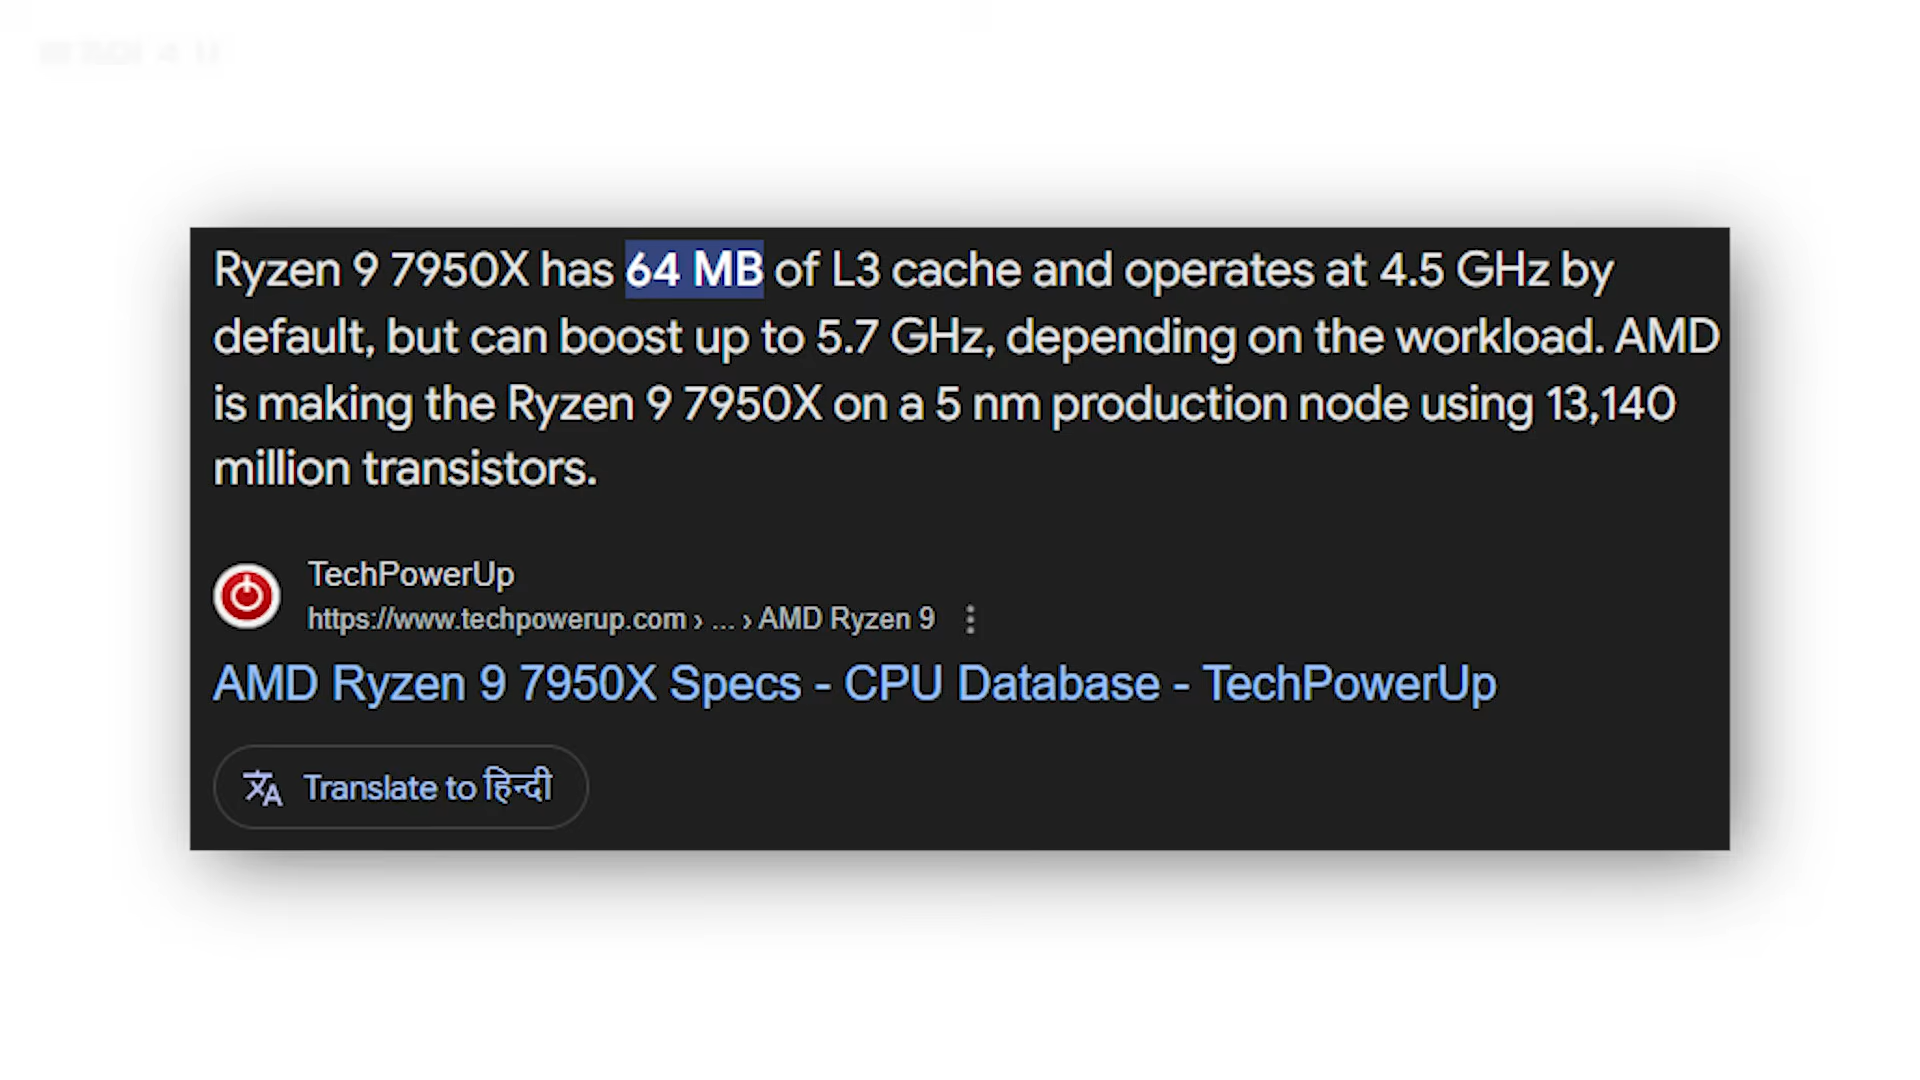 Ryzen 9 7950X has 64 MB of L3 cache and operates at 4.5 GHz by
default, but can boost up to 5.7 GHz, depending on the workload. AMD
is making the Ryzen 9 7950X on a 5 nm production node using 13,140
million transistors.
TechPowerUp
https://www.techpowerup.com › ... › AMD Ryzen 9
AMD Ryzen 9 7950X Specs - CPU Database - TechPowerUp
Translate to हिन्दी